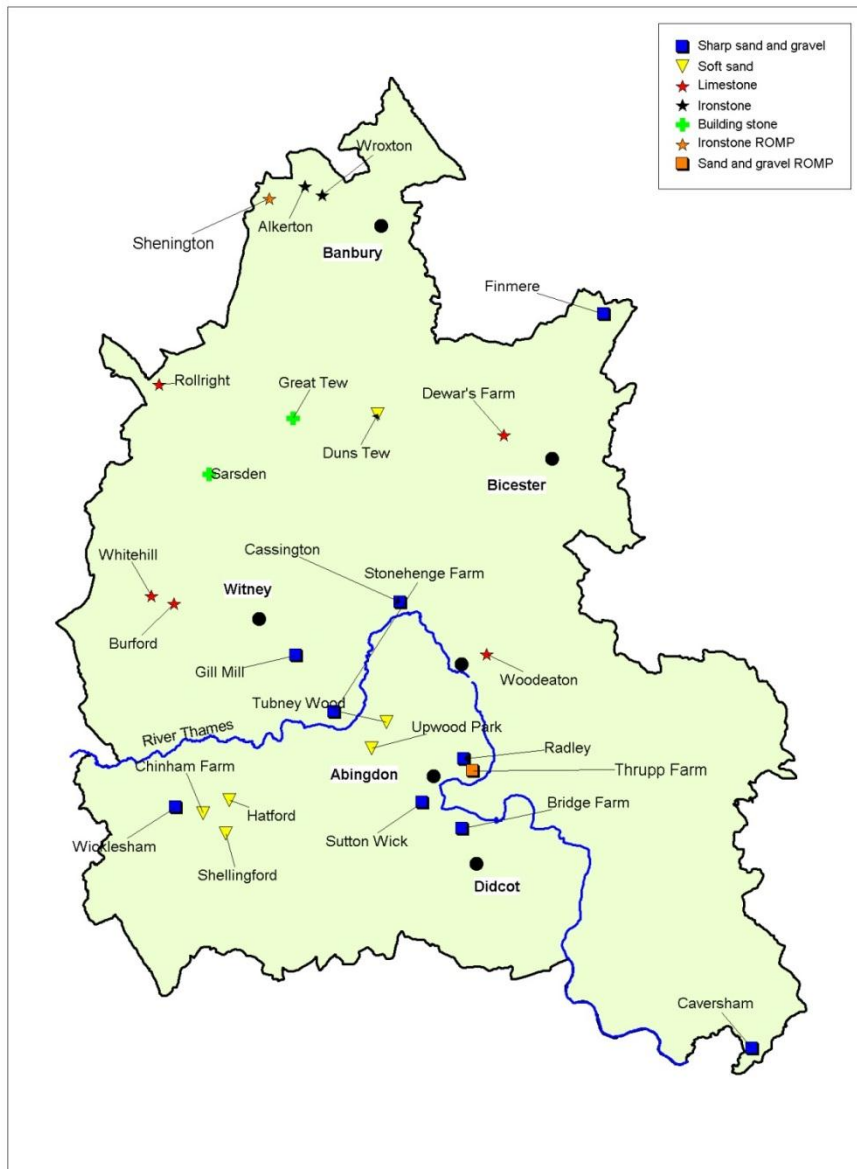 Sharp sand and gravel
Soft sand
Limestone
Ironstone
Building stone
Ironstone ROMP
Sand and gravel ROMP
Wroxton
Alkerton
Shenington
Banbury
Finmere
Rollright
Great Tew
Dewar's Farm
Duns Tew
Sarsden
Bicester
Cassington
Whitehill
Stonehenge Farm
Witney
Burford
Gill Mill
Woodeaton
Tubney Wood
River Thames
Upwood Park
Radley
Chinham Farm
Thrupp Farm
Abingdon
Bridge Farm
Hatford
Sutton Wick
Wicklesham
Shellingford
Didcot
Caversham